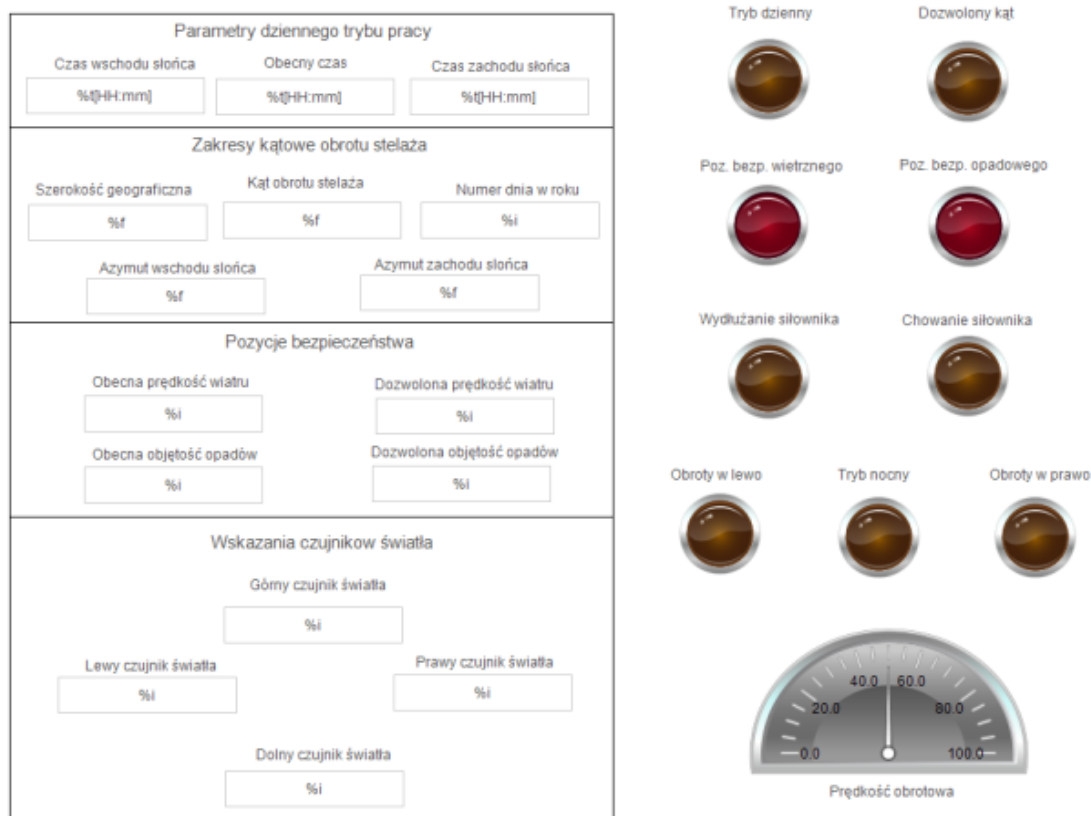 Parametry dziennego trybu pracy
Czas wschodu słońca
Obecny czas
Czas zachodu słońca
%t[HH:mm]
%t[HH:mm]
%t[HH:mm]
Zakresy kątowe obrotu stelaża
Szerokość geograficzna
Kąt obrotu stelaża
Numer dnia w roku
%f
%f
%i
Azymut wschodu słońca
Azymut zachodu slońca
%f
%f
Pozycje bezpieczeństwa
Obecna prędkość wiatru
Dozwolona prędkość wiatru
%i
%i
Obecna objętość opadów
Dozwolona objętość opadów
%i
%i
Wskazania czujnikow światła
Górny czujnik światła
%i
Lewy czujnik światła
Prawy czujnik światła
%i
%i
Dolny czujnik światła
%i
Tryb dzienny
Dozwolony kąt
Poz. bezp. wietrznego
Poz. bezp. opadowego
Wydłużanie siłownika
Chowanie siłownika
Obroty w lewo
Tryb nocny
Obroty w prawo
0.0
20.0
40.0
60.0
80.0
100.0
Prędkość obrotowa